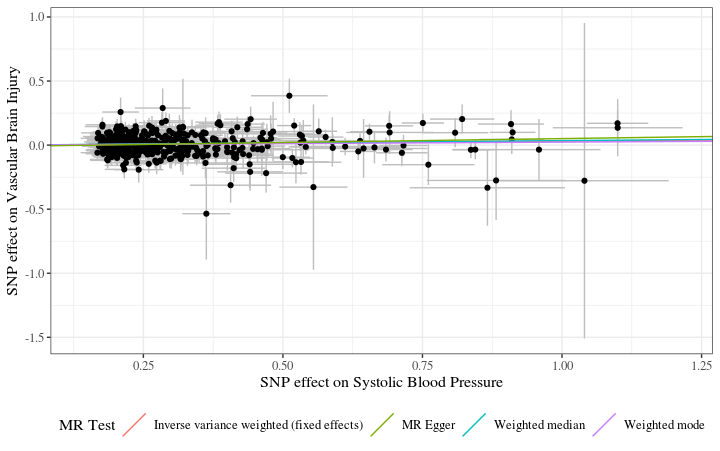 1.0
0.5
0.0
-0.5
-1.0
-1.5
SNP effect on Vascular Brain Injury
0.25 0.50 0.75 1.00 1.25
SNP effect on Systolic Blood Pressure
MR Test Inverse variance weighted (fixed effects) MR Egger Weighted median Weighted mode